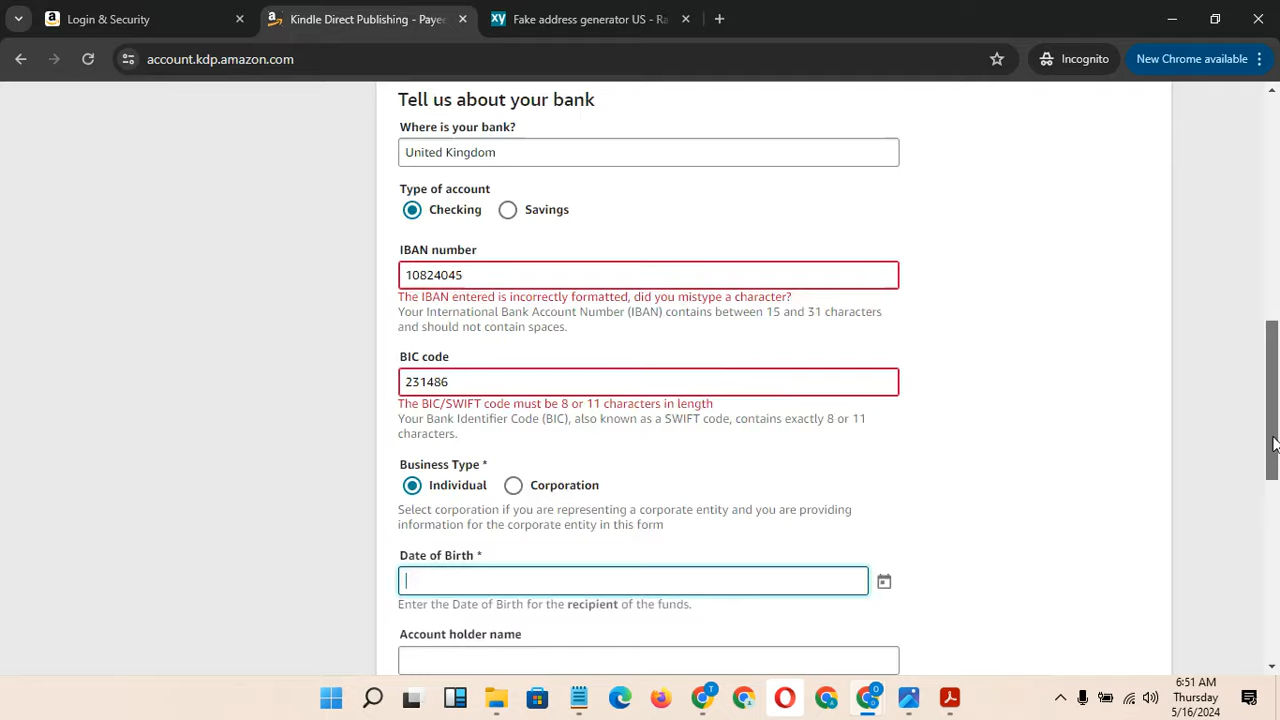 Login & Security
Kindle Direct Publishing - Payee
Fake address generator US - Ra
account.kdp.amazon.com
Incognito
New Chrome available
Tell us about your bank
Where is your bank?
United Kingdom
Type of account
Checking
Savings
IBAN number
10824045
The IBAN entered is incorrectly formatted, did you mistype a character?
Your International Bank Account Number (IBAN) contains between 15 and 31 characters
and should not contain spaces.
BIC code
231486
The BIC/SWIFT code must be 8 or 11 characters in length
Your Bank Identifier Code (BIC), also known as a SWIFT code, contains exactly 8 or 11
characters.
Business Type *
Individual
Corporation
Select corporation if you are representing a corporate entity and you are providing
information for the corporate entity in this form
Date of Birth *
Enter the Date of Birth for the recipient of the funds.
Account holder name
6:51 AM
Thursday
5/16/2024